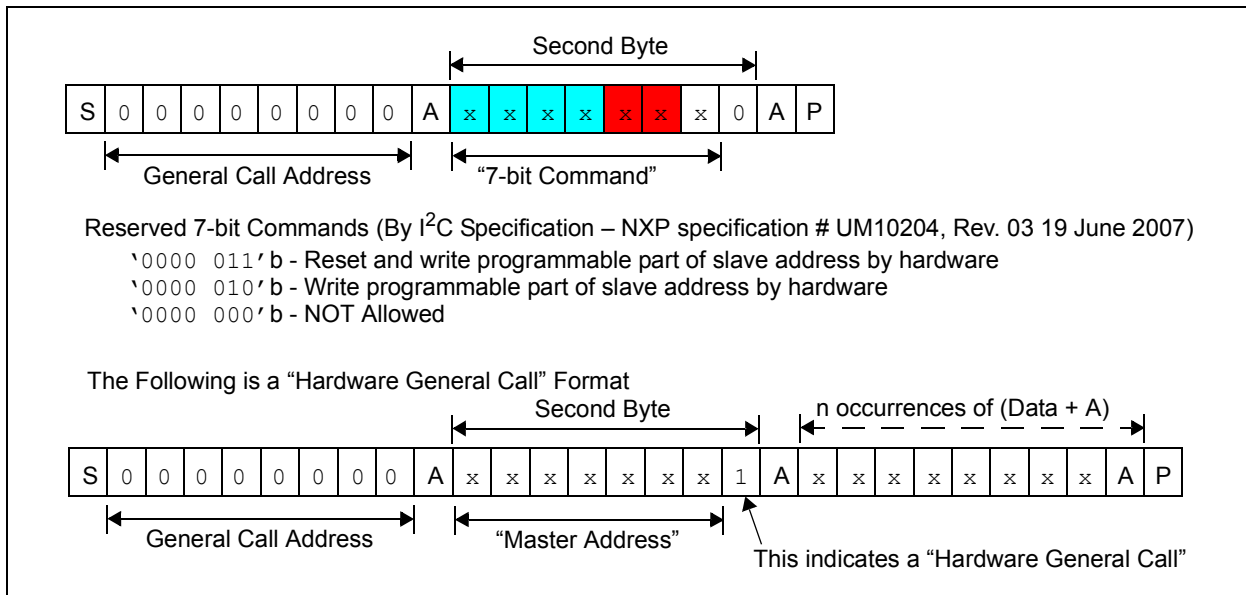 Second Byte
S 0 0 0 0 0 0 0 0 A x x x x x x x 0 A P
General Call Address “7-bit Command”
Reserved 7-bit Commands (By I²C Specification – NXP specification # UM10204, Rev. 03 19 June 2007)
‘0000 011’b - Reset and write programmable part of slave address by hardware
‘0000 010’b - Write programmable part of slave address by hardware
‘0000 000’b - NOT Allowed
The Following is a “Hardware General Call” Format
Second Byte n occurrences of (Data + A)
S 0 0 0 0 0 0 0 0 A x x x x x x x 1 A x x x x x x x x A P
General Call Address “Master Address”
This indicates a “Hardware General Call”